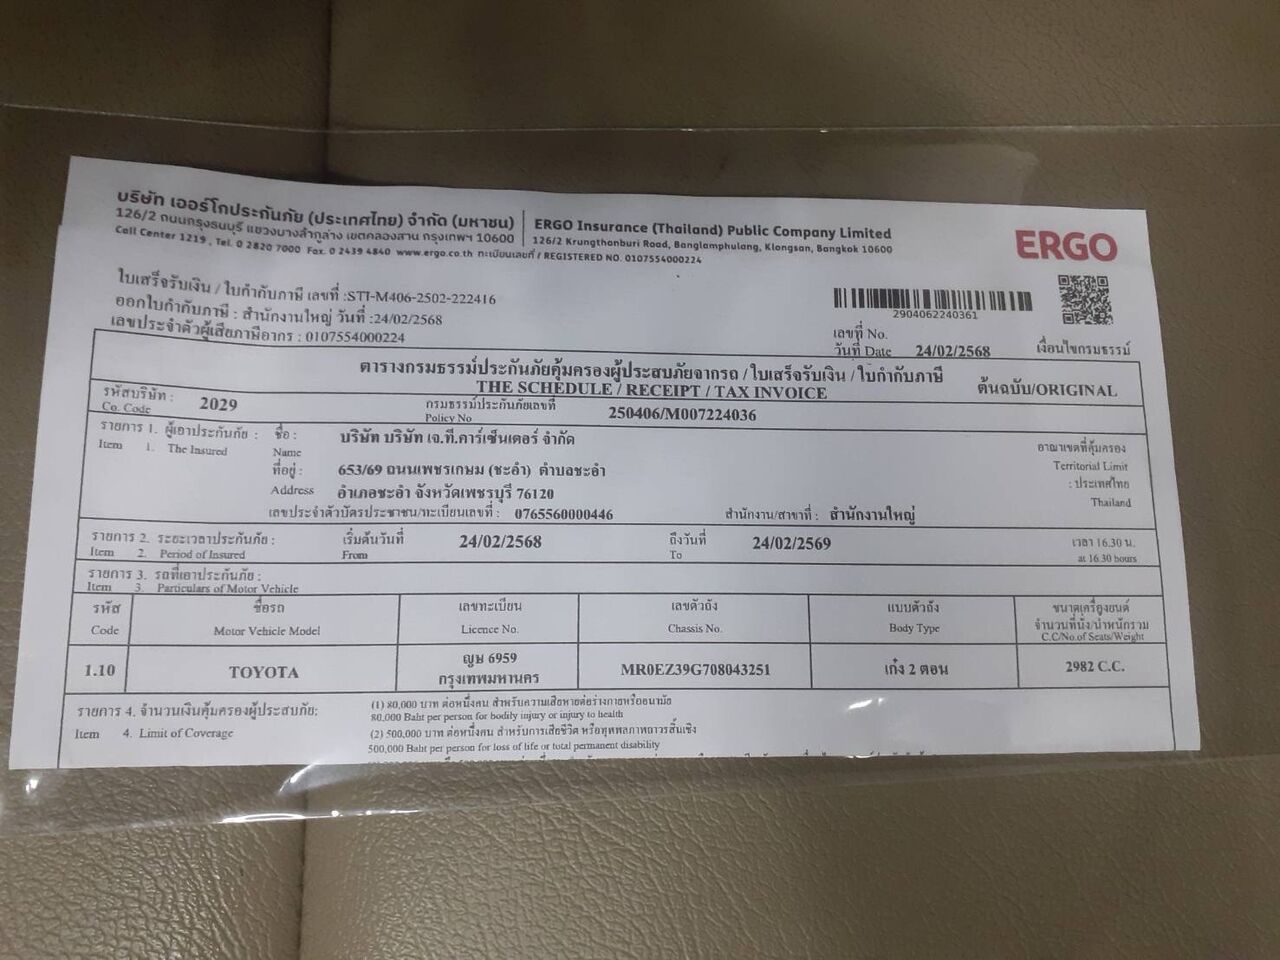 บริษัท เออร์โกประกันภัย (ประเทศไทย) จำกัด (มหาชน)
126/2 ถนนกรุงธนบุรี แขวงบางลำภูล่าง เขตคลองสาน กรุงเทพฯ 10600
Call Center 1219, Tel. 0 2820 7000 Fax. 0 2439 4840 www.ergo.co.th ทะเบียนเลขที่ / REGISTERED NO. 0107554000224
ERGO Insurance (Thailand) Public Company Limited
126/2 Krungthonburi Road, Banglamphulang, Klongsan, Bangkok 10600
ERGO
ใบเสร็จรับเงิน / ใบกำกับภาษี เลขที่ :STI-M406-2502-222416
ออกใบกำกับภาษี : สำนักงานใหญ่ วันที่ :24/02/2568
เลขประจำตัวผู้เสียภาษีอากร : 0107554000224
2904062240361
เลขที่ No.
วันที่ Date 24/02/2568
เงื่อนไขกรมธรรม์
ตารางกรมธรรม์ประกันภัยคุ้มครองผู้ประสบภัยจากรถ / ใบเสร็จรับเงิน / ใบกำกับภาษี
THE SCHEDULE / RECEIPT / TAX INVOICE
ต้นฉบับ/ORIGINAL
รหัสบริษัท : 2029
Co. Code
กรมธรรม์ประกันภัยเลขที่ 250406/M007224036
Policy No
รายการ 1. ผู้เอาประกันภัย : ชื่อ : บริษัท บริษัท เจ.ที.คาร์เซ็นเตอร์ จำกัด
Item 1. The Insured Name
ที่อยู่ : 653/69 ถนนเพชรเกษม (ชะอำ) ตำบลชะอำ
Address อำเภอชะอำ จังหวัดเพชรบุรี 76120
อาณาเขตที่คุ้มครอง
Territorial Limit
: ประเทศไทย
Thailand
เลขประจำตัวบัตรประชาชน/ทะเบียนเลขที่ : 0765560000446 สำนักงาน/สาขาที่ : สำนักงานใหญ่
รายการ 2. ระยะเวลาประกันภัย : เริ่มต้นวันที่ 24/02/2568 ถึงวันที่ 24/02/2569 เวลา 16.30 น.
Item 2. Period of Insured From To at 16.30 hours
รายการ 3. รถที่เอาประกันภัย :
Item 3. Particulars of Motor Vehicle
รหัส ชื่อรถ เลขทะเบียน เลขตัวถัง แบบตัวถัง ขนาดเครื่องยนต์
จำนวนที่นั่ง/น้ำหนักรวม
Code Motor Vehicle Model Licence No. Chassis No. Body Type C.C/No.of Seats/Weight
1.10 TOYOTA ญษ 6959 MR0EZ39G708043251 เก๋ง 2 ตอน 2982 C.C.
กรุงเทพมหานคร
รายการ 4. จำนวนเงินคุ้มครองผู้ประสบภัย: (1) 80,000 บาท ต่อหนึ่งคน สำหรับความเสียหายต่อร่างกายหรืออนามัย
80,000 Baht per person for bodily injury or injury to health
Item 4. Limit of Coverage (2) 500,000 บาท ต่อหนึ่งคน สำหรับการเสียชีวิต หรือทุพพลภาพถาวรสิ้นเชิง
500,000 Baht per person for loss of life or total permanent disability